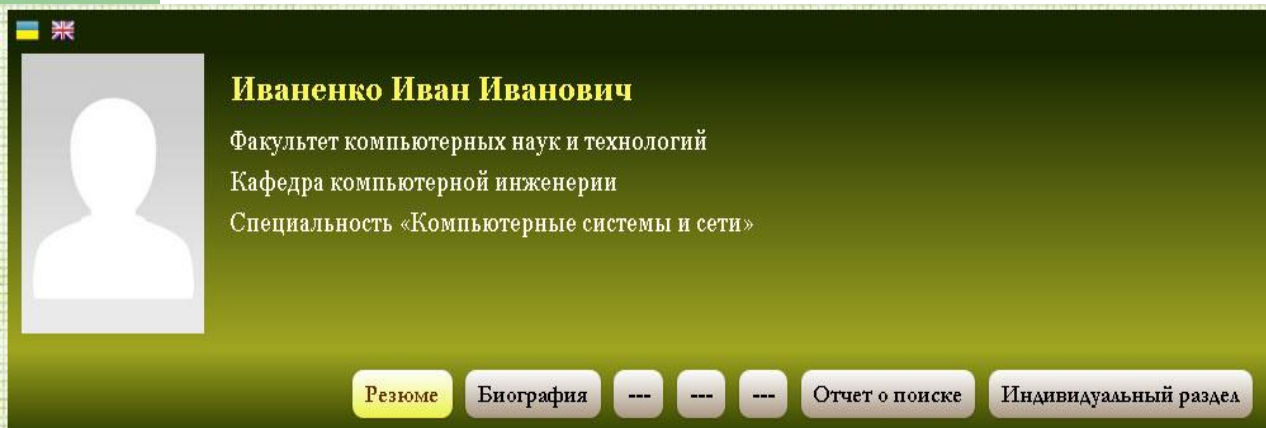 Иваненко Иван Иванович
Факультет компьютерных наук и технологий
Кафедра компьютерной инженерии
Специальность «Компьютерные системы и сети»
Резюме Биография --- --- --- Отчет о поиске Индивидуальный раздел